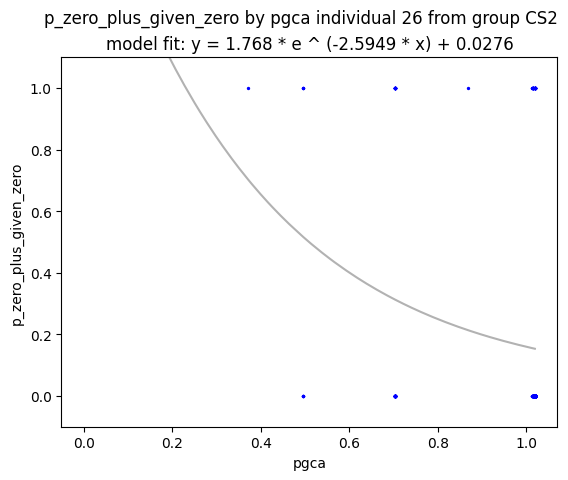 p_zero_plus_given_zero by pgca individual 26 from group CS2
model fit: y = 1.768 * e ^ (-2.5949 * x) + 0.0276
1.0
0.8
0.6
0.4
0.2
0.0
p_zero_plus_given_zero
0.0 0.2 0.4 0.6 0.8 1.0
pgca